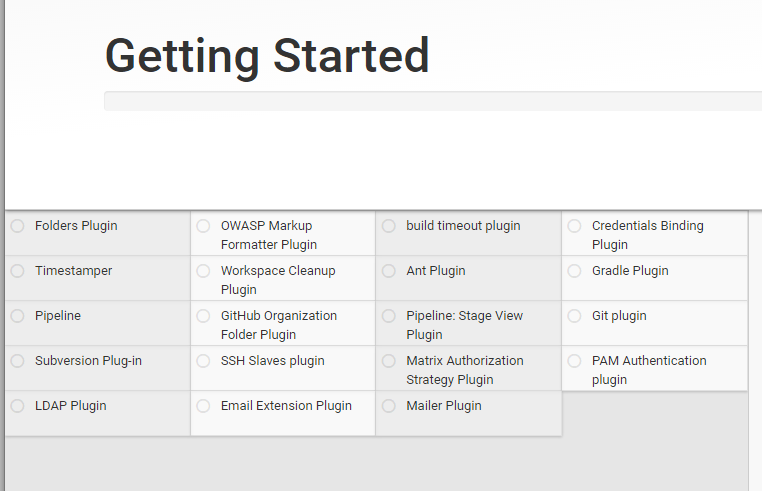 Getting Started
Folders Plugin
OWASP Markup
Formatter Plugin
build timeout plugin
Credentials Binding
Plugin
Timestamper
Workspace Cleanup
Plugin
Ant Plugin
Gradle Plugin
Pipeline
GitHub Organization
Folder Plugin
Pipeline: Stage View
Plugin
Git plugin
Subversion Plug-in
SSH Slaves plugin
Matrix Authorization
Strategy Plugin
PAM Authentication
plugin
LDAP Plugin
Email Extension Plugin
Mailer Plugin